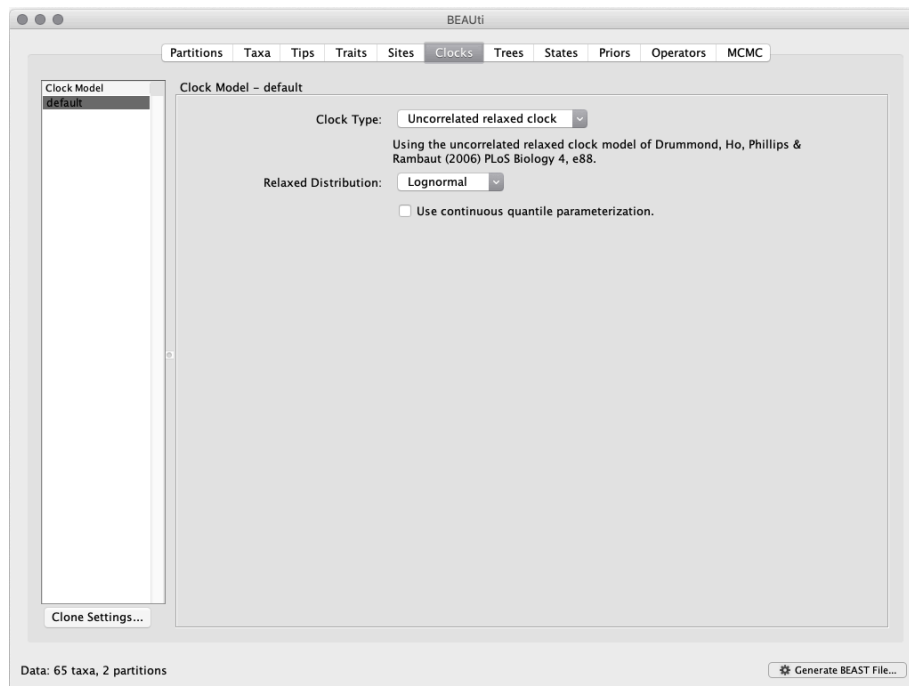 BEAUti
Partitions Taxa Tips Traits Sites Clocks Trees States Priors Operators MCMC
Clock Model
default
Clock Model – default
Clock Type: Uncorrelated relaxed clock
Using the uncorrelated relaxed clock model of Drummond, Ho, Phillips &
Rambaut (2006) PLoS Biology 4, e88.
Relaxed Distribution: Lognormal
Use continuous quantile parameterization.
Clone Settings...
Data: 65 taxa, 2 partitions
Generate BEAST File...